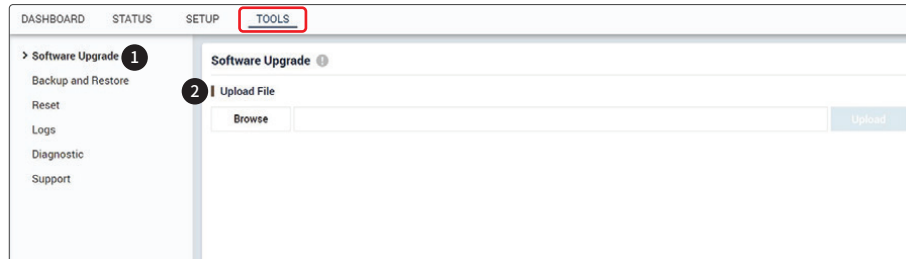 DASHBOARD STATUS SETUP TOOLS
> Software Upgrade 1
Backup and Restore
Reset
Logs
Diagnostic
Support
Software Upgrade !
2 Upload File
Browse Upload